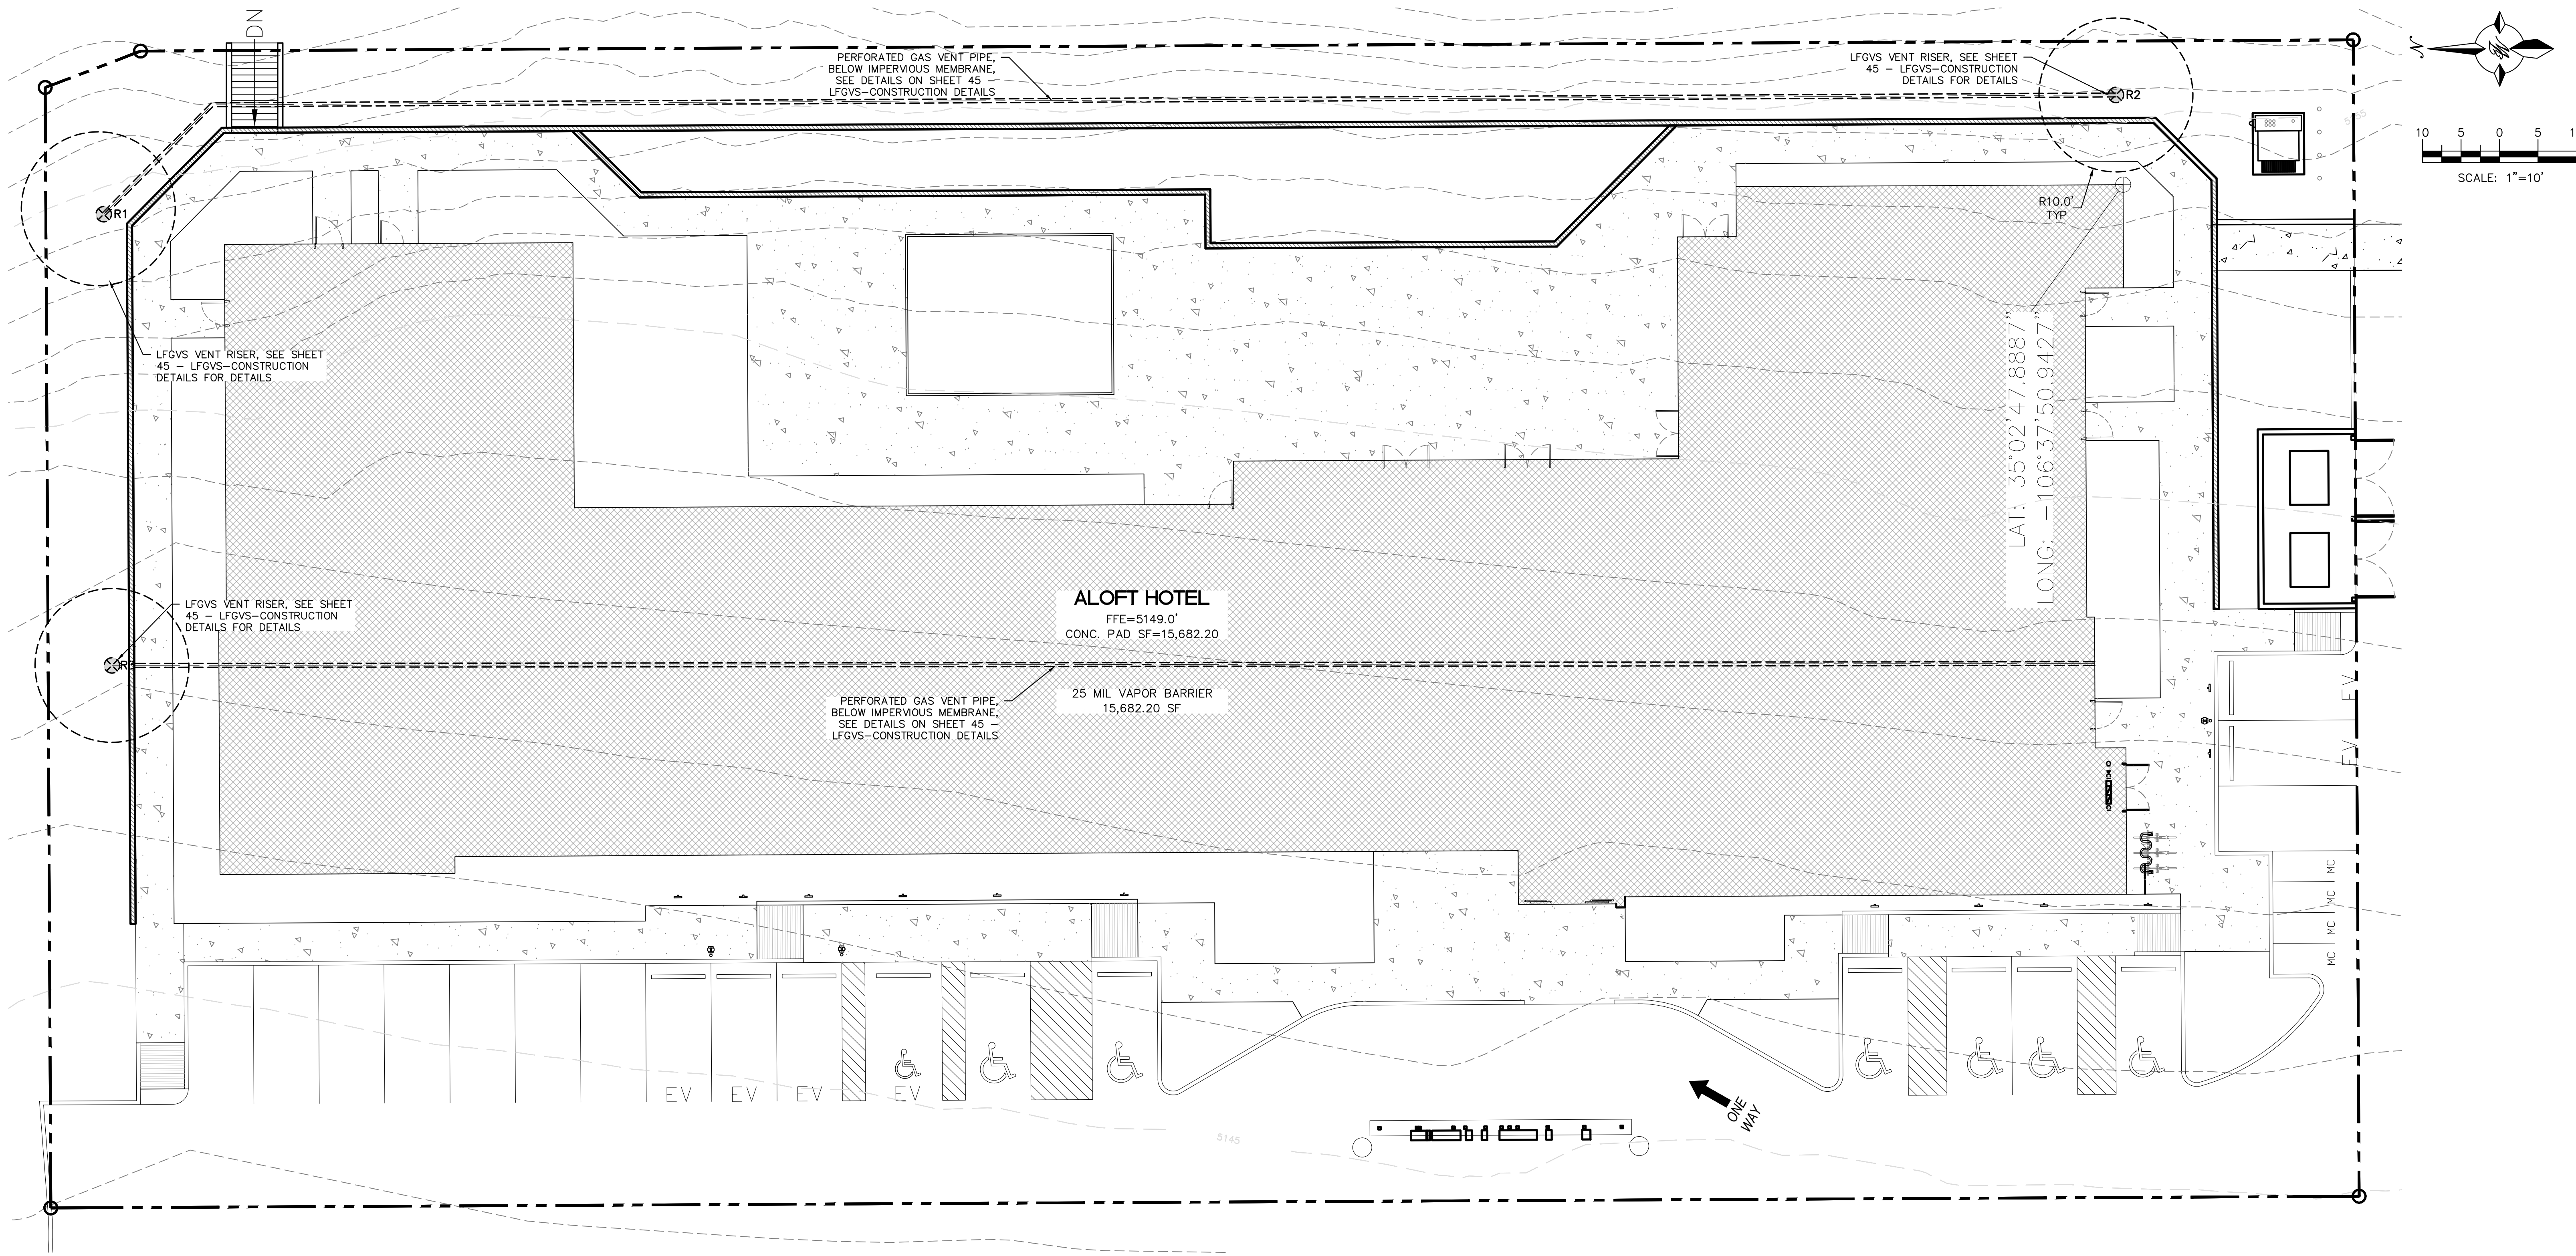 DN
PERFORATED GAS VENT PIPE,
BELOW IMPERVIOUS MEMBRANE,
SEE DETAILS ON SHEET 45 –
LFGVS–CONSTRUCTION DETAILS
LFGVS VENT RISER, SEE SHEET
45 – LFGVS–CONSTRUCTION
DETAILS FOR DETAILS
R2
N
10 5 0 5
SCALE: 1"=10'
R10.0'
TYP
R1
LFGVS VENT RISER, SEE SHEET
45 – LFGVS–CONSTRUCTION
DETAILS FOR DETAILS
LAT: 35°02'47.8887"
LONG: -106°37'50.9427"
LFGVS VENT RISER, SEE SHEET
45 – LFGVS–CONSTRUCTION
DETAILS FOR DETAILS
ALOFT HOTEL
FFE=5149.0'
CONC. PAD SF=15,682.20
PERFORATED GAS VENT PIPE,
BELOW IMPERVIOUS MEMBRANE,
SEE DETAILS ON SHEET 45 –
LFGVS–CONSTRUCTION DETAILS
25 MIL VAPOR BARRIER
15,682.20 SF
EV
EV
MC
MC
MC
MC
EV
EV
EV
EV
ONE
WAY
5145